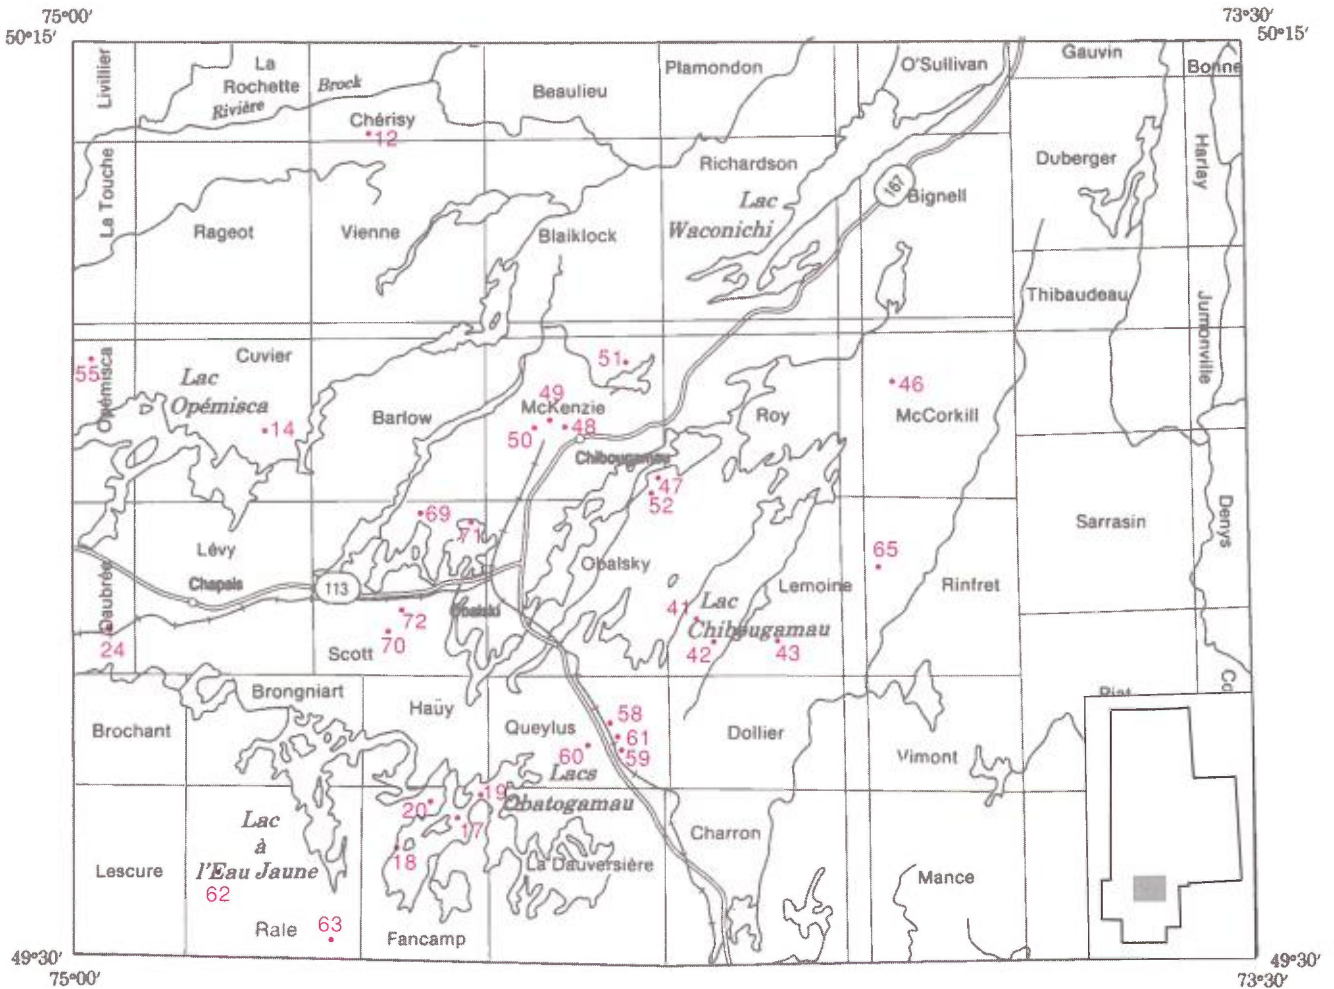 75°00′
73°30′
50°15′
50°15′
Livillier
La
Rochette
Rivière
Brock
Chérisy
12
Beaulieu
Plamondon
O'Sullivan
Gauvin
Bonne
La Touche
Rageot
Vienne
Blaiklock
Richardson
Lac
Waconichi
167
Bignell
Duberger
Harlay
Thibaudeau
Jumonville
55
Opémisca
Cuvier
Lac
Opémisca
14
Barlow
51
49
McKenzie
50
48
Chibougamau
47
52
Roy
46
McCorkill
Sarrasin
Denys
69
71
Lévy
Chapais
113
Daubrée
24
72
70
Scott
Obalski
Obalsky
65
Lemoine
Rinfret
41
Lac
Chibougamau
42
43
Brongniart
Brochant
Haüy
Queylus
58
61
59
60
Dollier
Vimont
Co
Lacs
Obatogamau
19
20
17
18
Lac
à
l'Eau Jaune
Lescure
62
Rale
63
Fancamp
La Dauversière
Charron
Mance
49°30′
49°30′
75°00′
73°30′